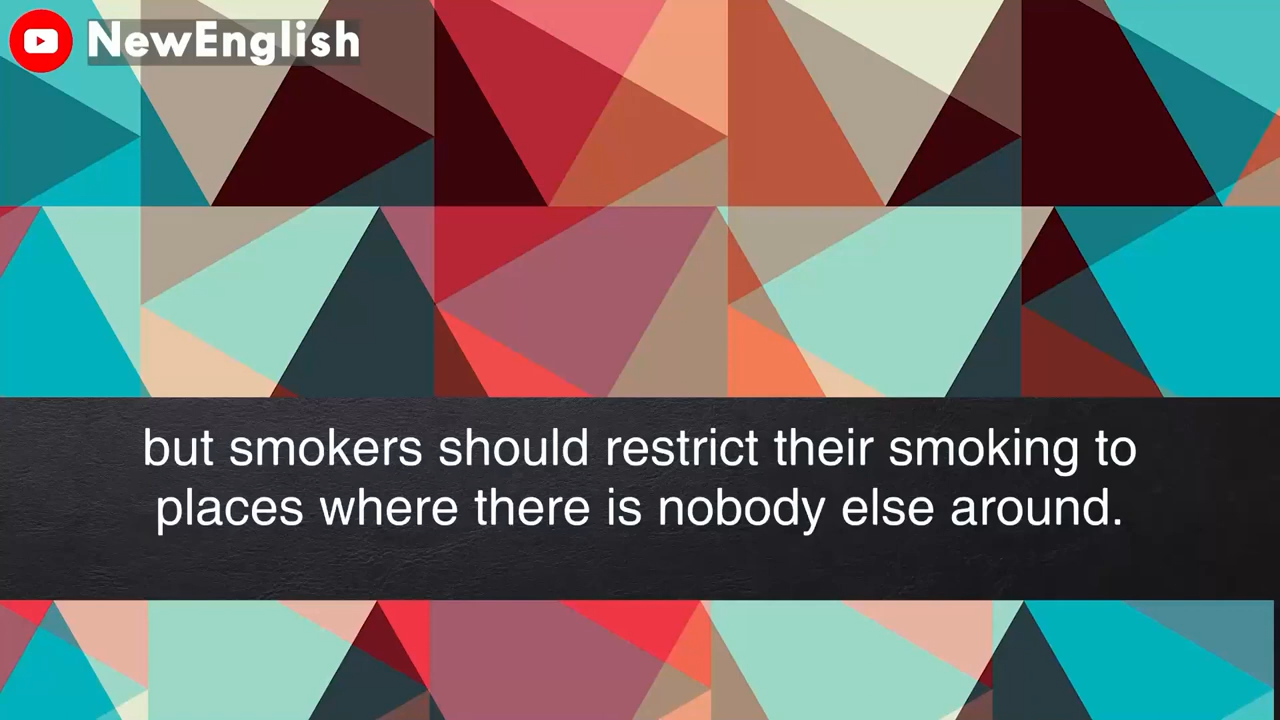 NewEnglish
but smokers should restrict their smoking to
places where there is nobody else around.